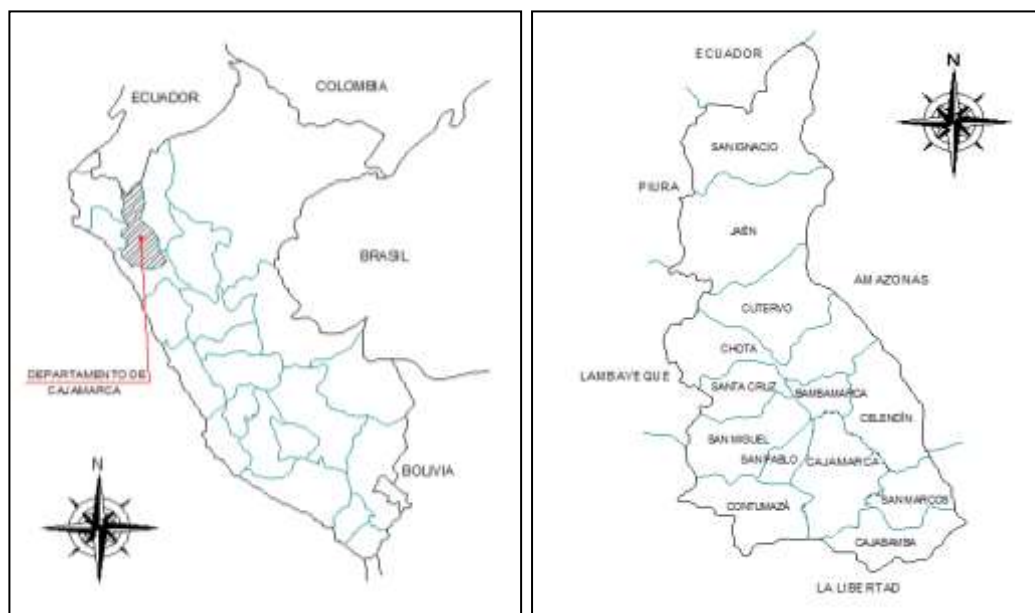 COLOMBIA
ECUADOR
BRASIL
DEPARTAMENTO DE
CAJAMARCA
BOLIVIA
N
ECUADOR
N
SAN IGNACIO
PIURA
JAÉN
AMAZONAS
CUTERVO
CHOTA
LAMBAYEQUE
SANTA CRUZ
BAMBAMARCA
CELENDÍN
SAN MIGUEL
SAN PABLO
CAJAMARCA
CONTUMAZÁ
SAN MARCOS
CAJABAMBA
LA LIBERTAD